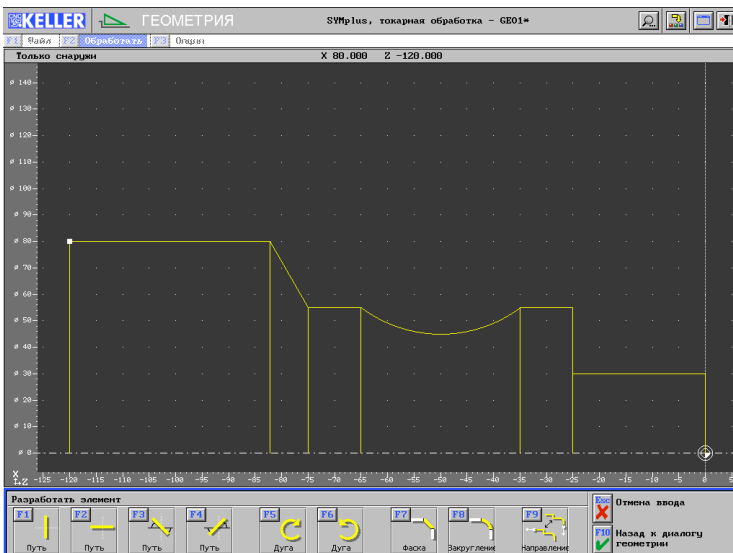 KELLER ГЕОМЕТРИЯ SYMplus, токарная обработка - GEO1*
F1 Файл F2 Обработать F3 Опции
Только снаружи X 80.000 Z -120.000
ø 140
ø 130
ø 120
ø 110
ø 100
ø 90
ø 80
ø 70
ø 60
ø 50
ø 40
ø 30
ø 20
ø 10
ø 0
X
Z -125 -120 -115 -110 -105 -100 -95 -90 -85 -80 -75 -70 -65 -60 -55 -50 -45 -40 -35 -30 -25 -20 -15 -10 -5 0 5
Разработать элемент
F1 F2 F3 F4 F5 F6 F7 F8 F9 Esc Отмена ввода
Путь Путь Путь Путь Дуга Дуга Фаска Закругление Направление F10 Назад к диалогу геометрии